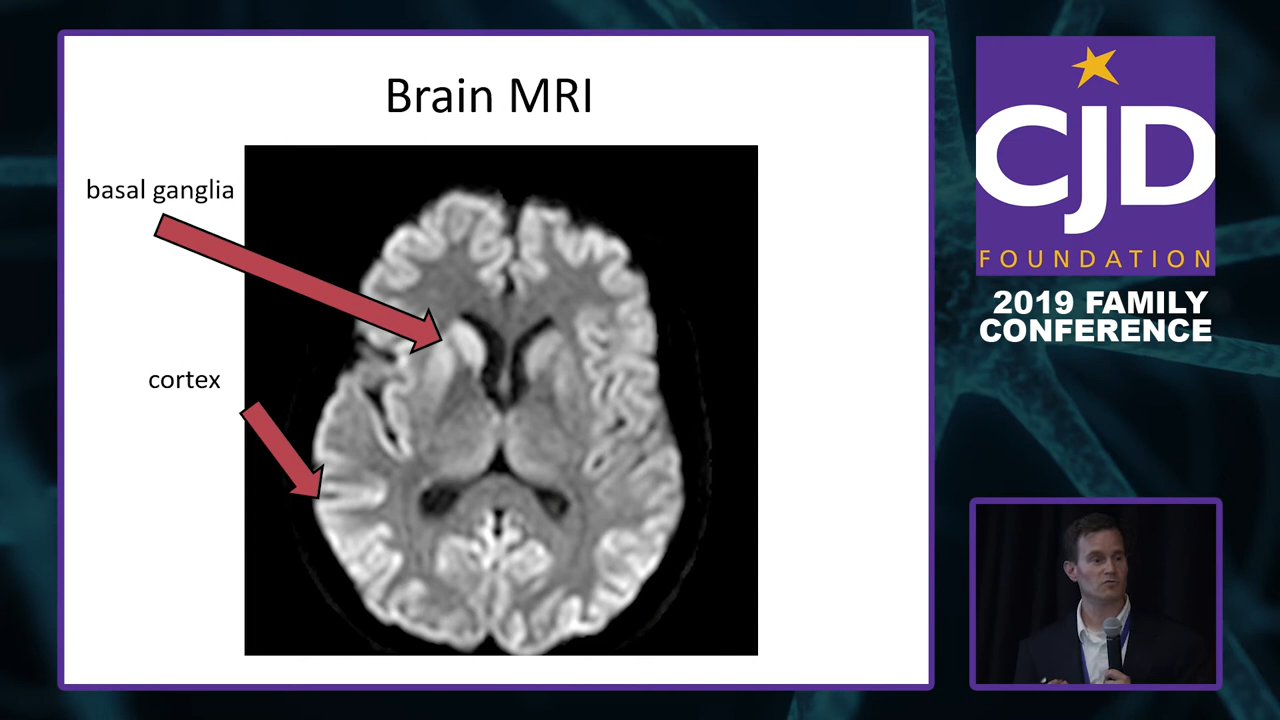 Brain MRI
basal ganglia
cortex
CJD
FOUNDATION
2019 FAMILY
CONFERENCE